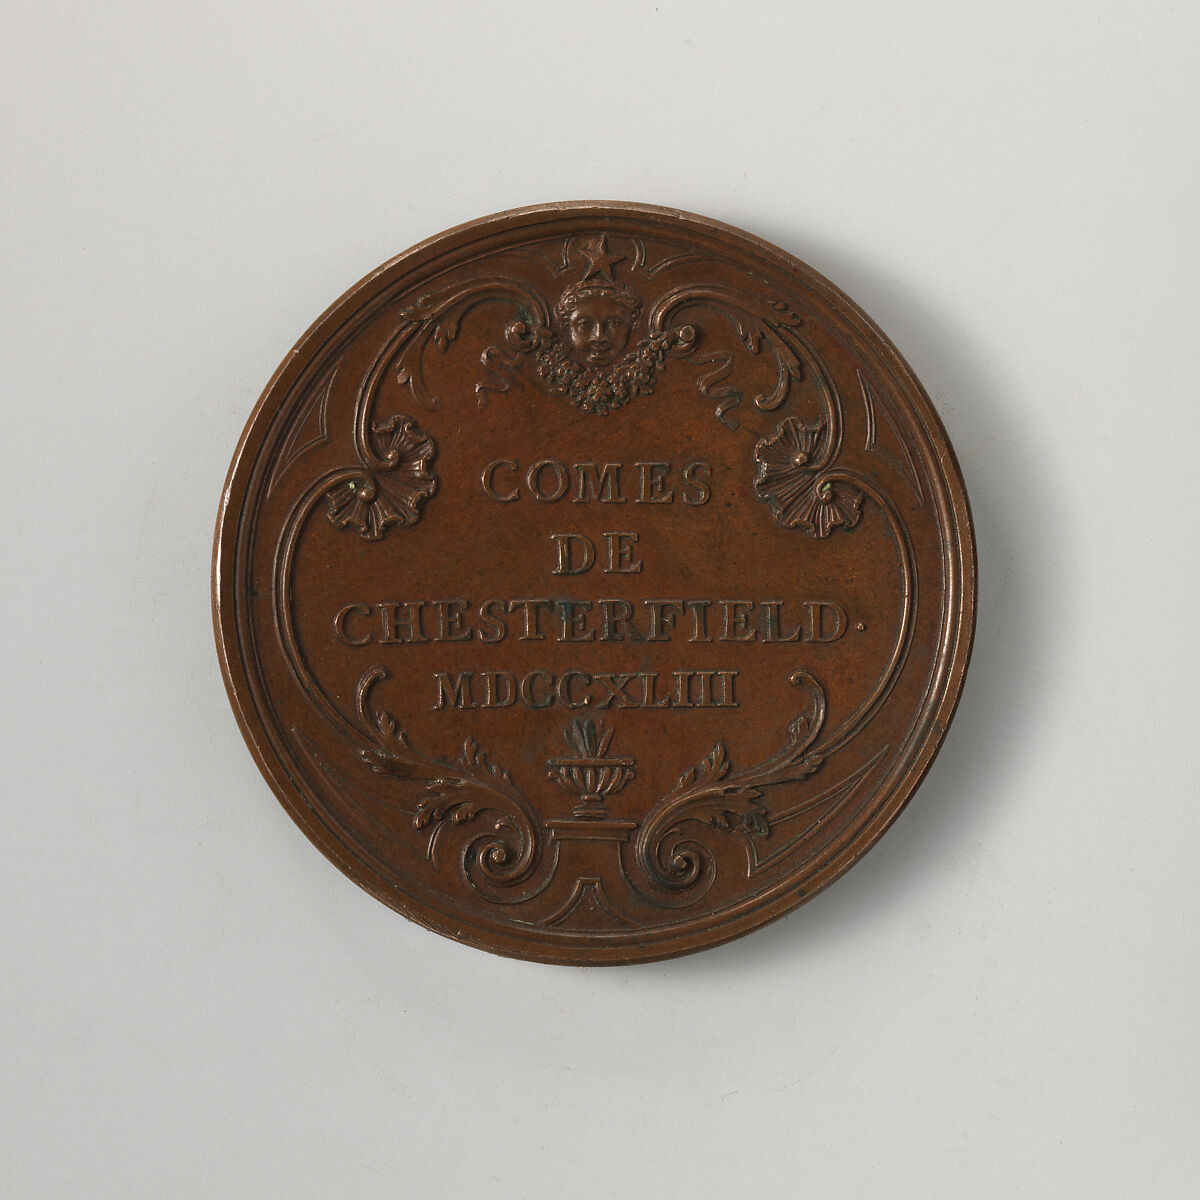 COMES
DE
CHESTERFIELD.
MDCCXLIII